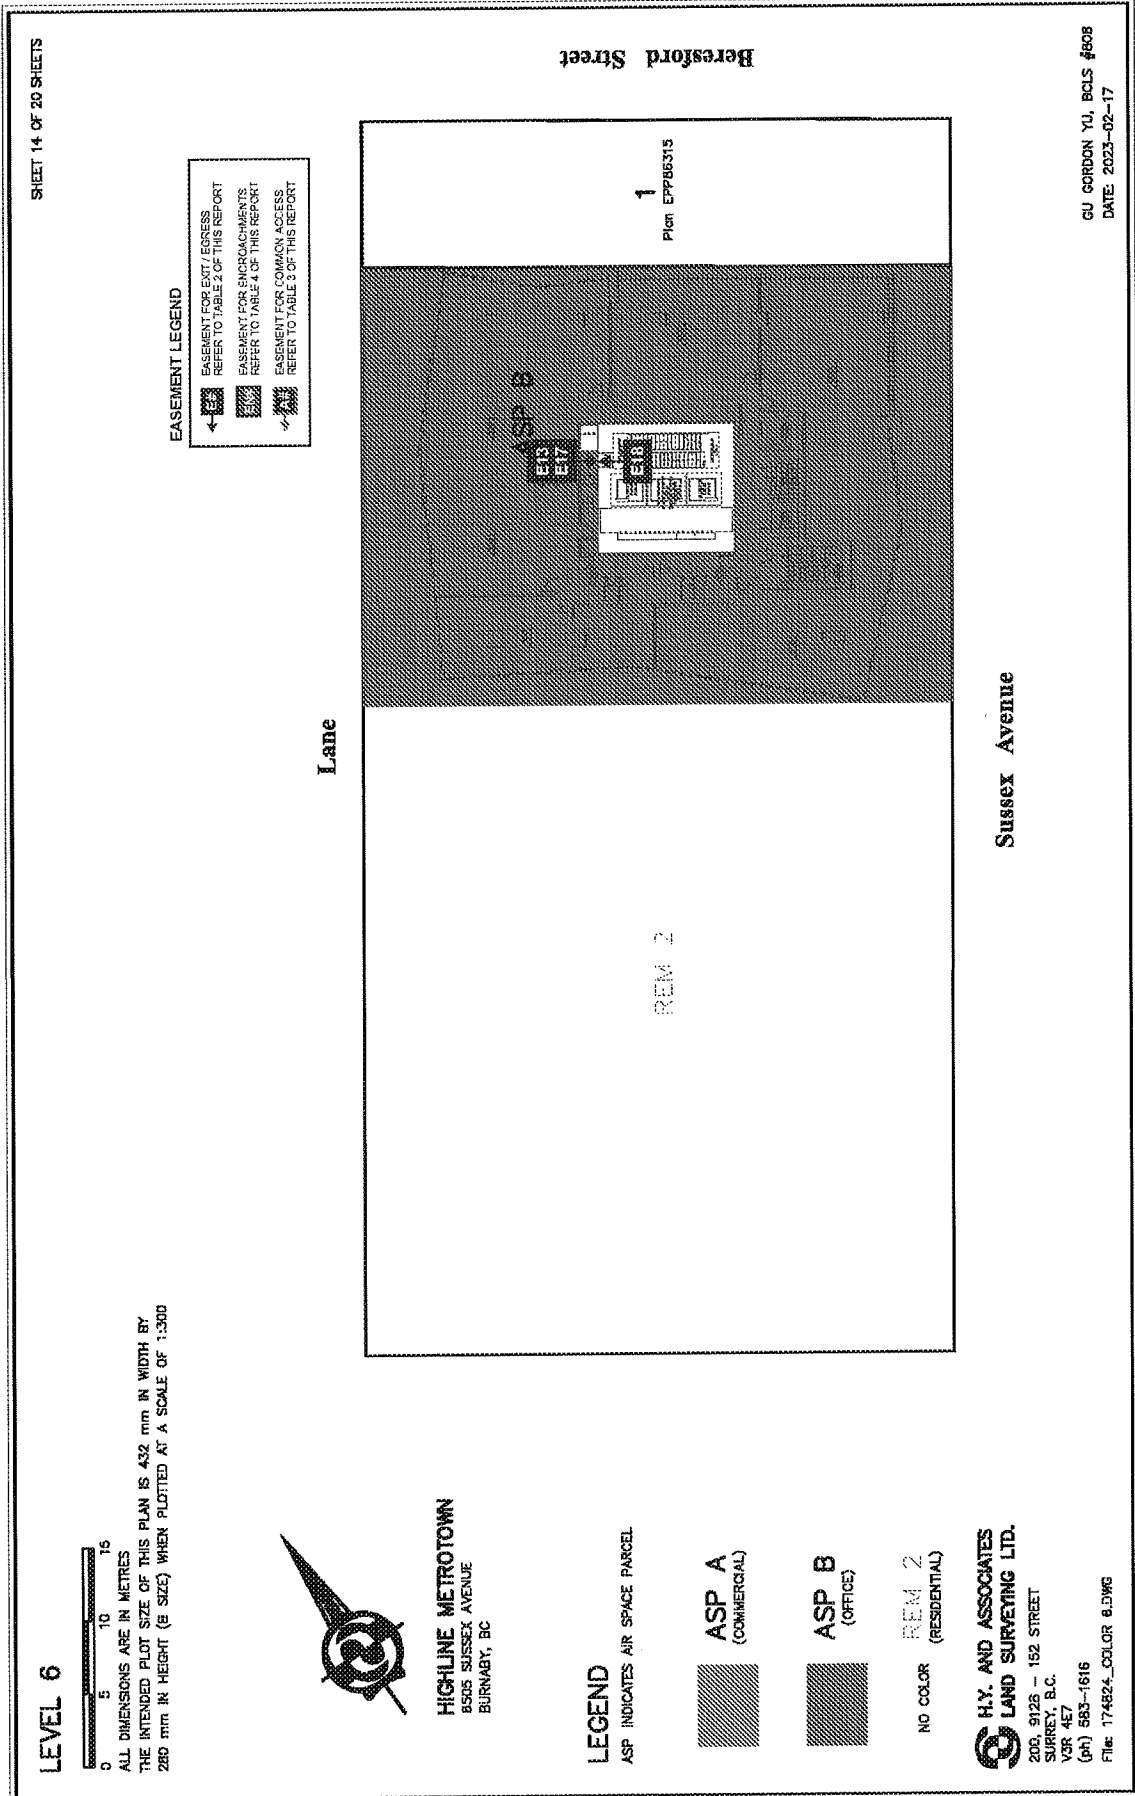 LEVEL 6
SHEET 14 OF 20 SHEETS
0 5 10 15
ALL DIMENSIONS ARE IN METRES
THE INTENDED PLOT SIZE OF THIS PLAN IS 432 mm IN WIDTH BY
280 mm IN HEIGHT (B SIZE) WHEN PLOTTED AT A SCALE OF 1:300
EASEMENT LEGEND
E#
EASEMENT FOR EXIT / EGRESS
REFER TO TABLE 2 OF THIS REPORT
EN#
EASEMENT FOR ENCROACHMENTS
REFER TO TABLE 4 OF THIS REPORT
EASEMENT FOR COMMON ACCESS
REFER TO TABLE 3 OF THIS REPORT
HIGHLINE METROTOWN
6505 SUSSEX AVENUE
BURNABY, BC
Lane
Beresford Street
ASP B
E13
E17
E18
1
Plan EPP86315
REM 2
Sussex Avenue
LEGEND
ASP INDICATES AIR SPACE PARCEL
ASP A
(COMMERCIAL)
ASP B
(OFFICE)
NO COLOR
REM 2
(RESIDENTIAL)
H.Y. AND ASSOCIATES
LAND SURVEYING LTD.
200, 9128 - 152 STREET
SURREY, B.C.
V3R 4E7
(ph) 583-1616
File: 174824_COLOR 6.DWG
GU GORDON YU, BCLS #808
DATE: 2023-02-17